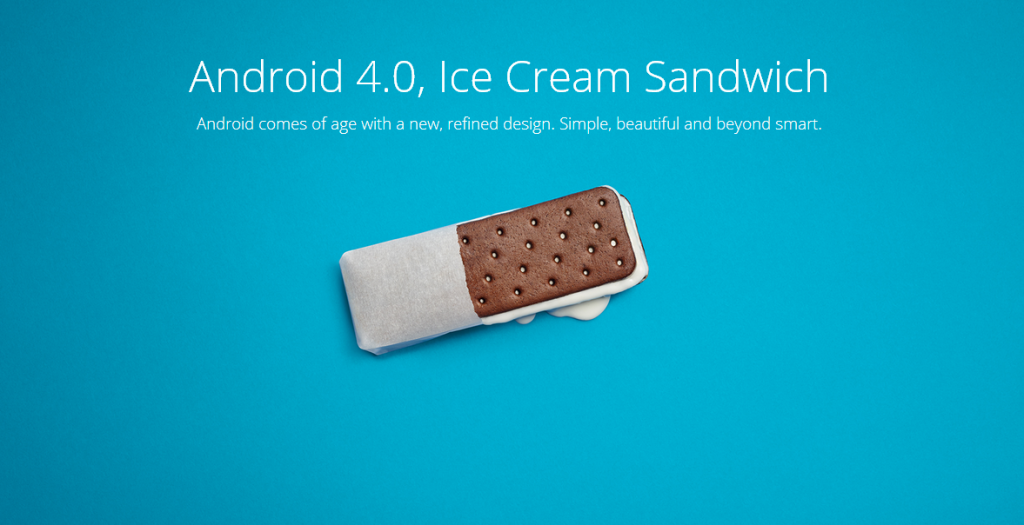 Android 4.0, Ice Cream Sandwich
Android comes of age with a new, refined design. Simple, beautiful and beyond smart.